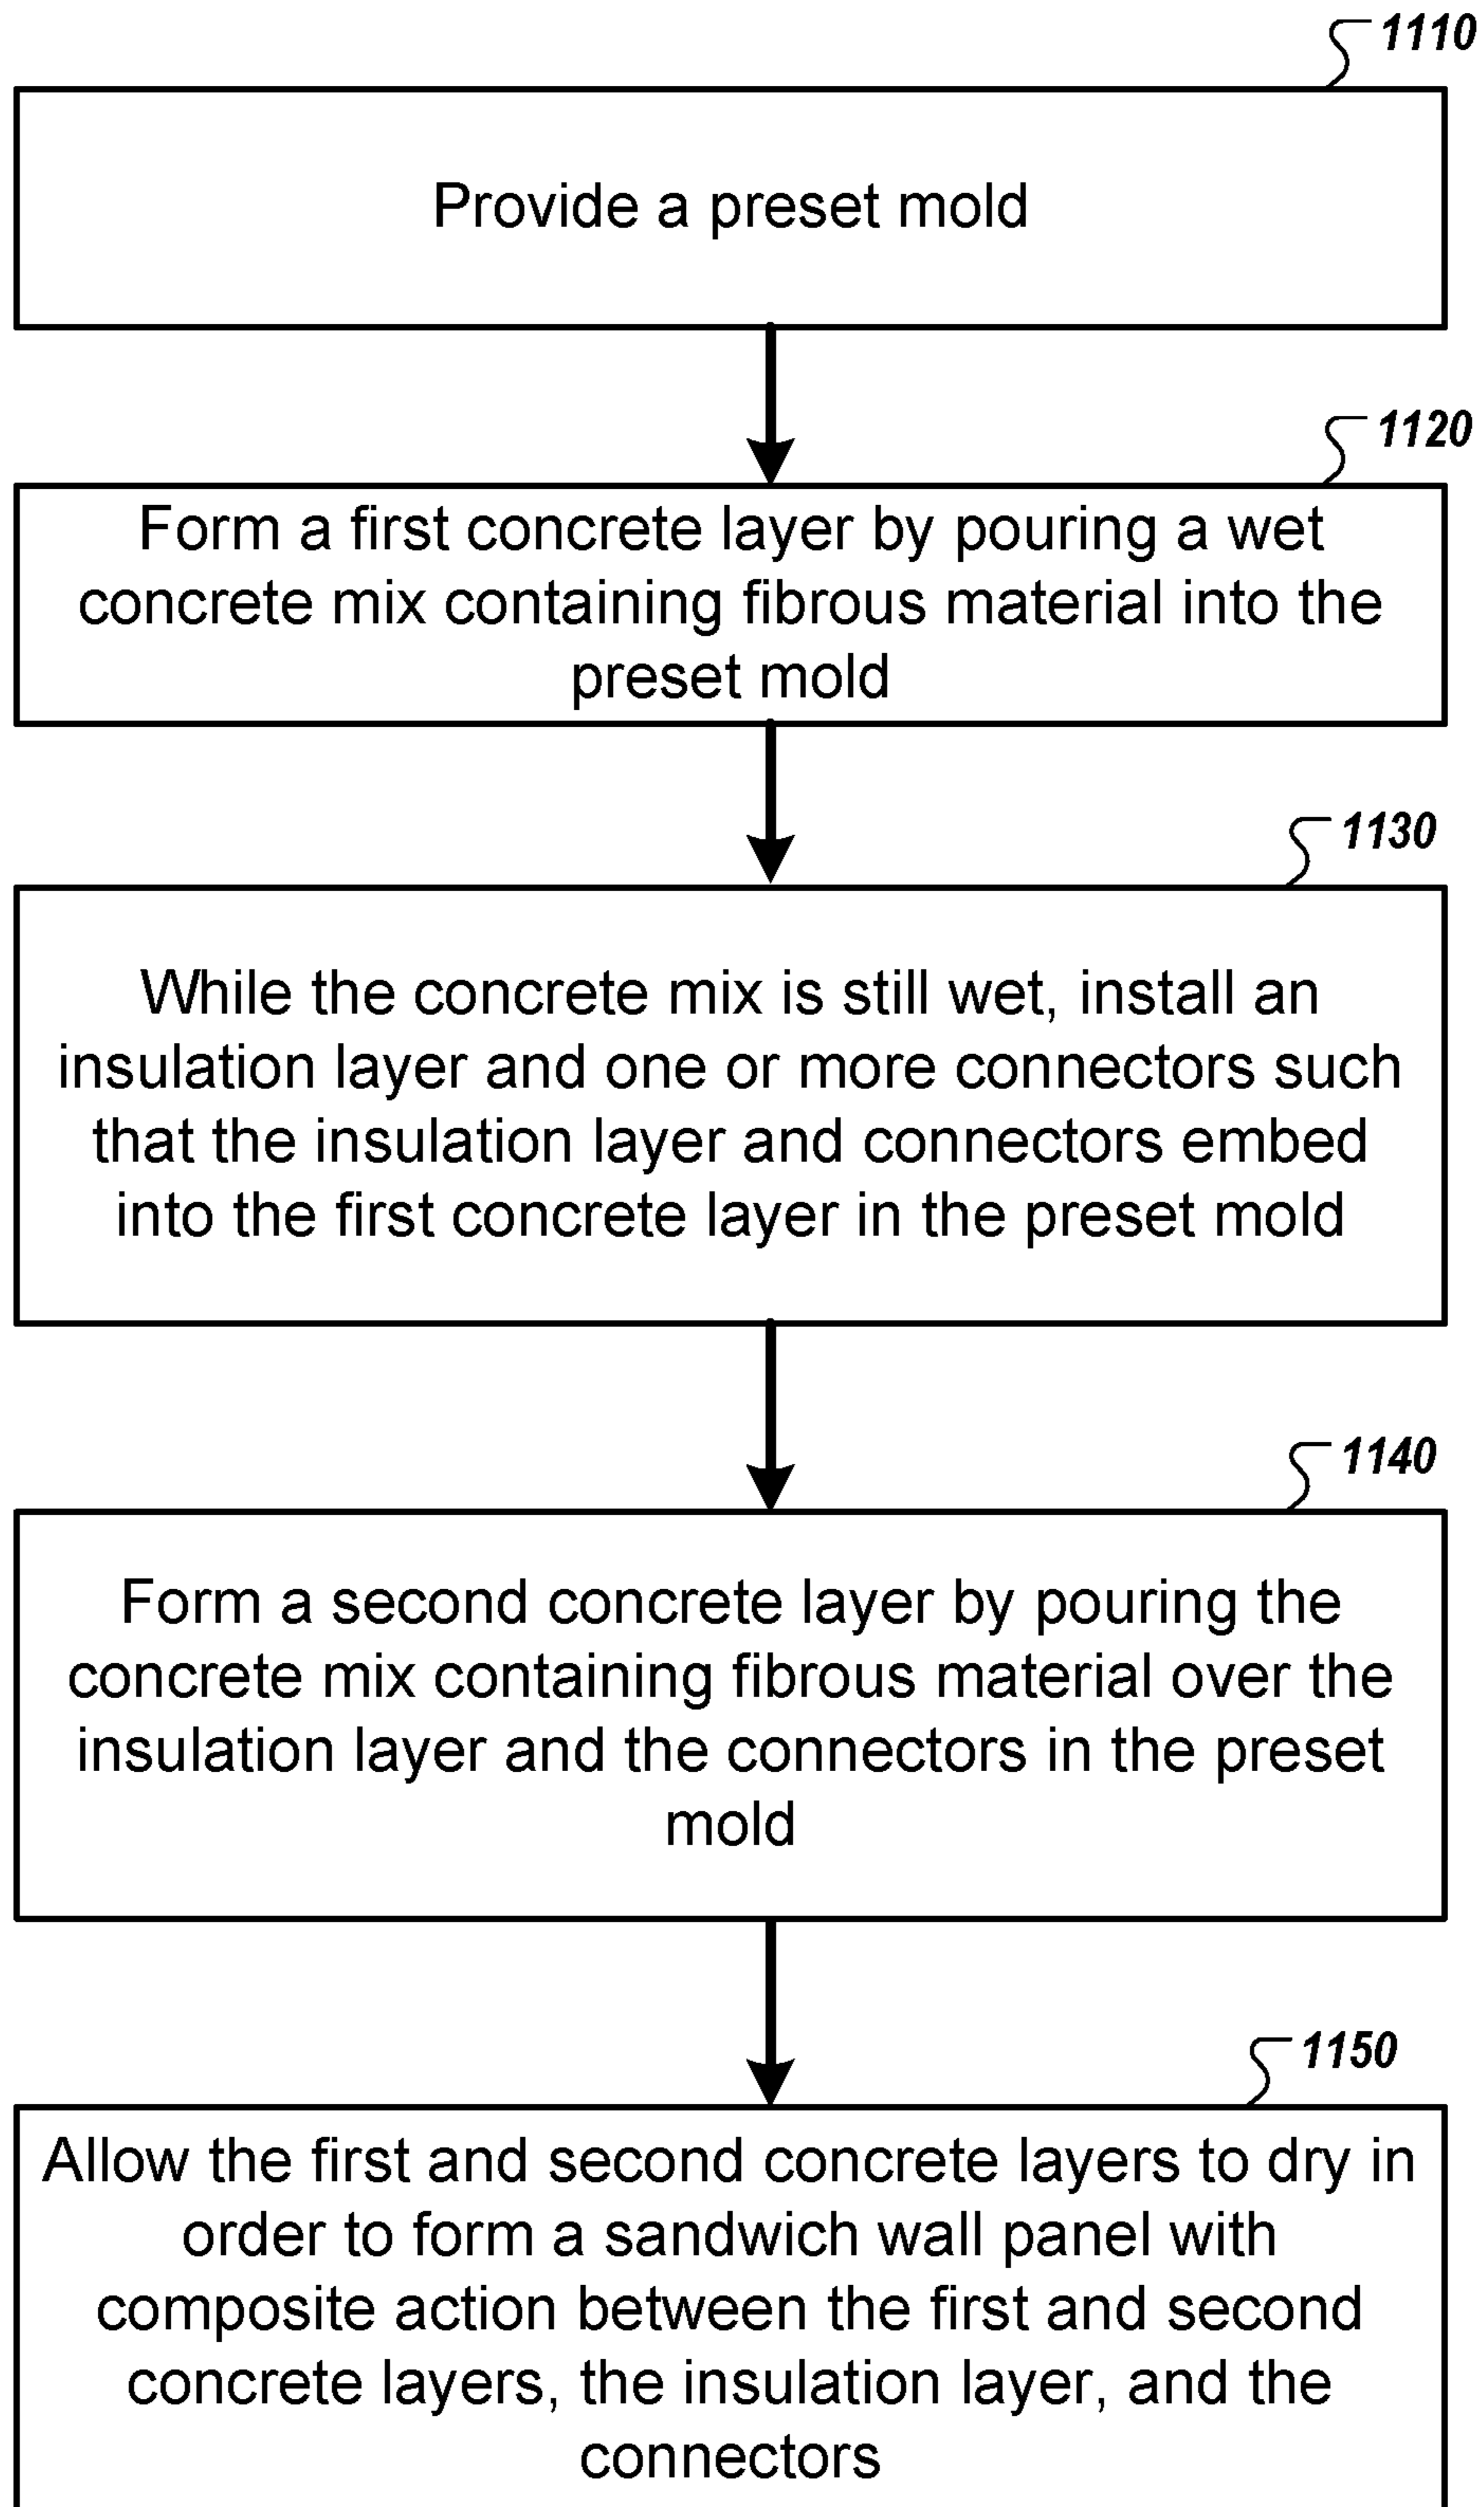 1110
Provide a preset mold
1120
Form a first concrete layer by pouring a wet
concrete mix containing fibrous material into the
preset mold
1130
While the concrete mix is still wet, install an
insulation layer and one or more connectors such
that the insulation layer and connectors embed
into the first concrete layer in the preset mold
1140
Form a second concrete layer by pouring the
concrete mix containing fibrous material over the
insulation layer and the connectors in the preset
mold
1150
Allow the first and second concrete layers to dry in
order to form a sandwich wall panel with
composite action between the first and second
concrete layers, the insulation layer, and the
connectors